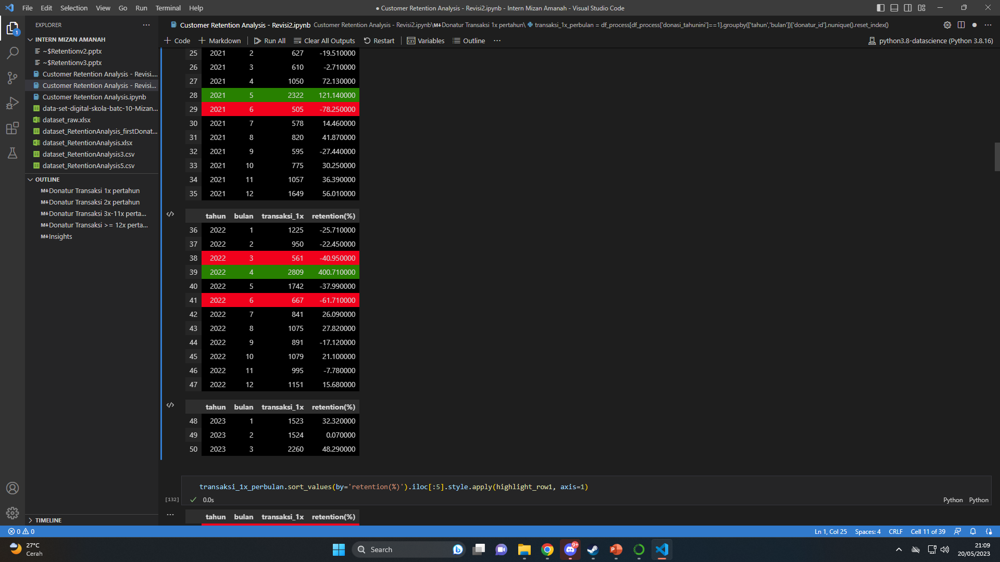 File Edit Selection View Go Run Terminal Help
● Customer Retention Analysis - Revisi2.ipynb - Intern Mizan Amanah - Visual Studio Code
EXPLORER
INTERN MIZAN AMANAH
~$Retentionv2.pptx
~$Retentionv3.pptx
Customer Retention Analysis - Revisi....
Customer Retention Analysis - Revisi...
Customer Retention Analysis.ipynb
data-set-digital-skola-batc-10-Mizan...
dataset_raw.xlsx
dataset_RetentionAnalysis_firstDonat...
dataset_RetentionAnalysis.xlsx
dataset_RetentionAnalysis3.csv
dataset_RetentionAnalysis5.csv
OUTLINE
M↓Donatur Transaksi 1x pertahun
M↓Donatur Transaksi 2x pertahun
M↓Donatur Transaksi 3x-11x perta...
M↓Donatur Transaksi >= 12x perta...
M↓Insights
TIMELINE
Customer Retention Analysis - Revisi2.ipynb Customer Retention Analysis - Revisi2.ipynb\M↓Donatur Transaksi 1x pertahun\ transaksi_1x_perbulan = df_process[df_process['donasi_tahunini']==1].groupby(['tahun','bulan'])['donatur_id'].nunique().reset_index()
+ Code + Markdown Run All Clear All Outputs Restart Variables Outline ... python3.8-datascience (Python 3.8.16)
25 2021 2 627 -19.510000
26 2021 3 610 -2.710000
27 2021 4 1050 72.130000
28 2021 5 2322 121.140000
29 2021 6 505 -78.250000
30 2021 7 578 14.460000
31 2021 8 820 41.870000
32 2021 9 595 -27.440000
33 2021 10 775 30.250000
34 2021 11 1057 36.390000
35 2021 12 1649 56.010000
</> tahun bulan transaksi_1x retention(%)
36 2022 1 1225 -25.710000
37 2022 2 950 -22.450000
38 2022 3 561 -40.950000
39 2022 4 2809 400.710000
40 2022 5 1742 -37.990000
41 2022 6 667 -61.710000
42 2022 7 841 26.090000
43 2022 8 1075 27.820000
44 2022 9 891 -17.120000
45 2022 10 1079 21.100000
46 2022 11 995 -7.780000
47 2022 12 1151 15.680000
</> tahun bulan transaksi_1x retention(%)
48 2023 1 1523 32.320000
49 2023 2 1524 0.070000
50 2023 3 2260 48.290000
transaksi_1x_perbulan.sort_values(by='retention(%)').iloc[:5].style.apply(highlight_row1, axis=1)
[132] 0.0s Python Python
... tahun bulan transaksi_1x retention(%)
0 0 Ln 1, Col 25 Spaces: 4 CRLF Cell 11 of 39
27°C
Cerah
Search
9+
1
21:09
20/05/2023